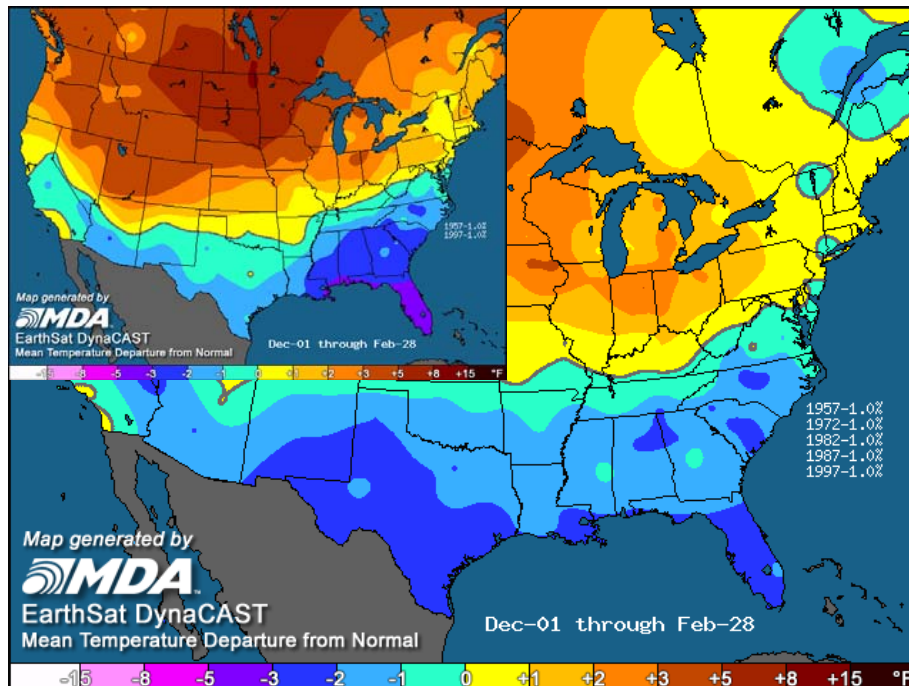 1957-1.0%
1997-1.0%
Map generated by
MDA
EarthSat DynaCAST
Mean Temperature Departure from Normal
Dec-01 through Feb-28
-15 -8 -5 -3 -2 -1 0 +1 +2 +3 +5 +8 +15 °F
1957-1.0%
1972-1.0%
1982-1.0%
1987-1.0%
1997-1.0%
Map generated by
MDA
EarthSat DynaCAST
Mean Temperature Departure from Normal
Dec-01 through Feb-28
-15 -8 -5 -3 -2 -1 0 +1 +2 +3 +5 +8 +15 °F